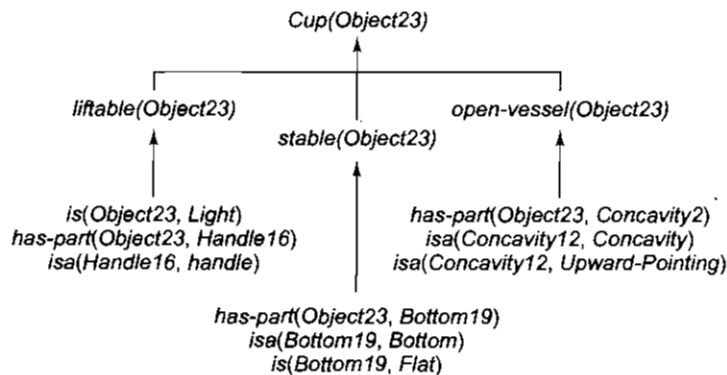 Cup(Object23)
liftable(Object23)
stable(Object23)
open-vessel(Object23)
is(Object23, Light)
has-part(Object23, Handle16)
isa(Handle16, handle)
has-part(Object23, Concavity2)
isa(Concavity12, Concavity)
isa(Concavity12, Upward-Pointing)
has-part(Object23, Bottom19)
isa(Bottom19, Bottom)
is(Bottom19, Flat)